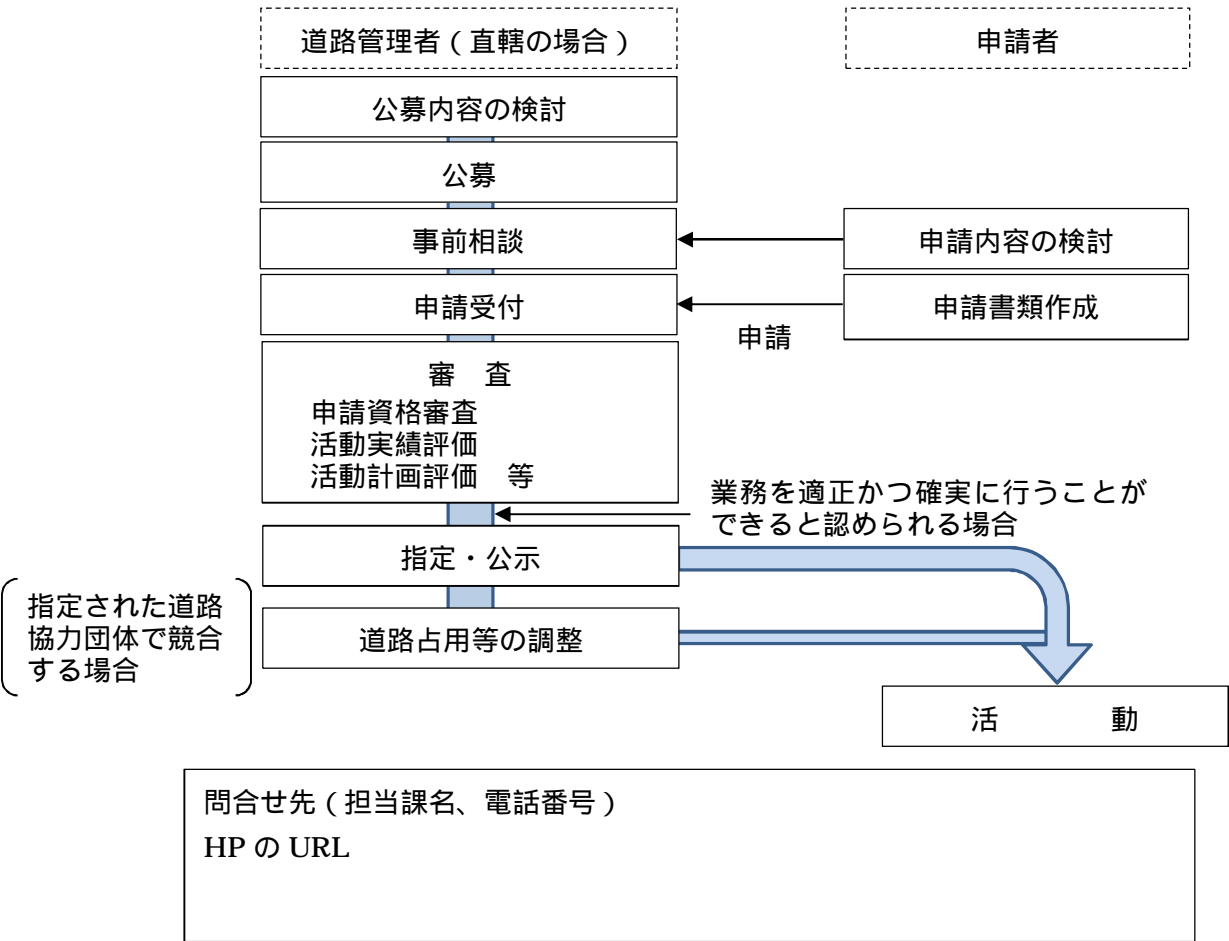 道路管理者（直轄の場合）
申請者
公募内容の検討
公募
事前相談
申請内容の検討
申請受付
申請書類作成
申請
審　査
申請資格審査
活動実績評価
活動計画評価　等
業務を適正かつ確実に行うことが
できると認められる場合
指定・公示
指定された道路
協力団体で競合
する場合
道路占用等の調整
活　　　動
問合せ先（担当課名、電話番号）
HP の URL